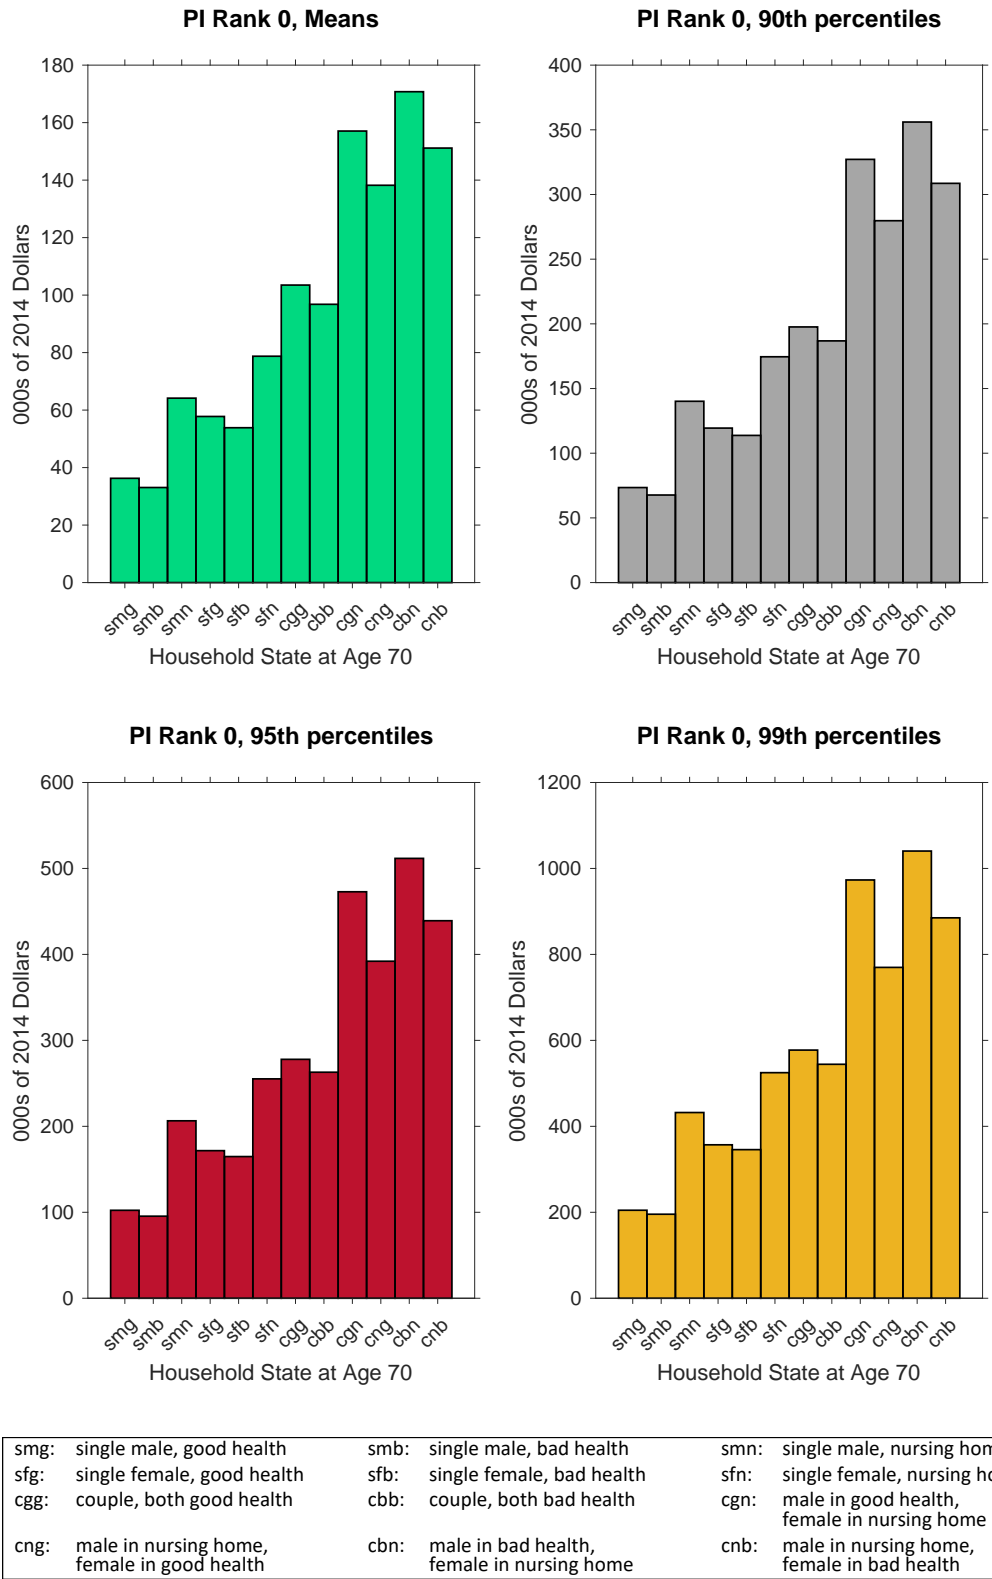 PI Rank 0, Means
180
160
140
120
100
80
60
40
20
0
000s of 2014 Dollars
smg smb smn sfg sfb sfn cgg cbb cgn cng cbn cnb
Household State at Age 70
PI Rank 0, 90th percentiles
400
350
300
250
200
150
100
50
0
000s of 2014 Dollars
smg smb smn sfg sfb sfn cgg cbb cgn cng cbn cnb
Household State at Age 70
PI Rank 0, 95th percentiles
600
500
400
300
200
100
0
000s of 2014 Dollars
smg smb smn sfg sfb sfn cgg cbb cgn cng cbn cnb
Household State at Age 70
PI Rank 0, 99th percentiles
1200
1000
800
600
400
200
0
000s of 2014 Dollars
smg smb smn sfg sfb sfn cgg cbb cgn cng cbn cnb
Household State at Age 70
smg: single male, good health smb: single male, bad health smn: single male, nursing
sfg: single female, good health sfb: single female, bad health sfn: single female, nursing
cgg: couple, both good health cbb: couple, both bad health cgn: male in good health,
female in nursing home
cng: male in nursing home, cbn: male in bad health, cnb: male in nursing home,
female in good health female in nursing home female in bad health